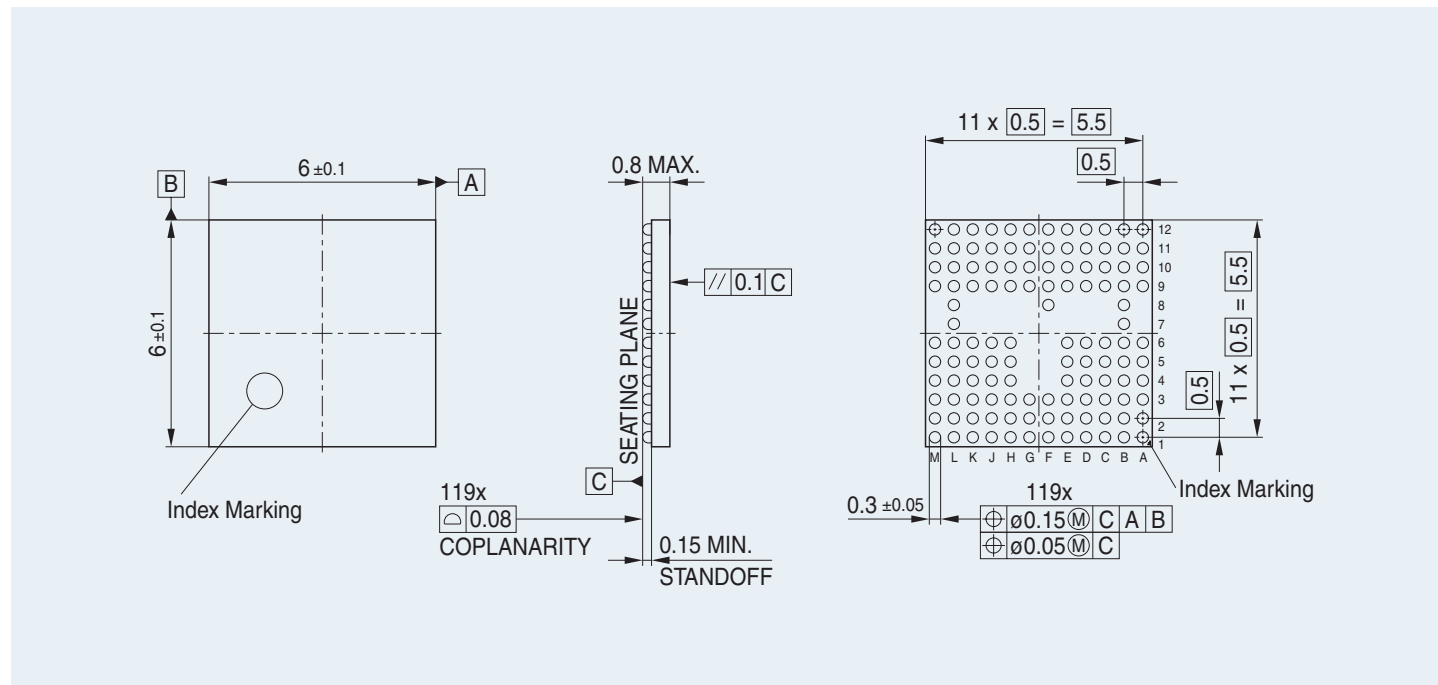 6 ±0.1
B
A
6 ±0.1
Index Marking
0.8 MAX.
// 0.1 C
SEATING PLANE
C
119x
⌓ 0.08
COPLANARITY
0.15 MIN.
STANDOFF
11 x 0.5 = 5.5
0.5
12
11
10
9
8
7
6
5
4
3
2
1
11 x 0.5 = 5.5
0.5
M L K J H G F E D C B A
Index Marking
0.3 ±0.05
119x
⌖ ø0.15 Ⓜ C A B
⌖ ø0.05 Ⓜ C